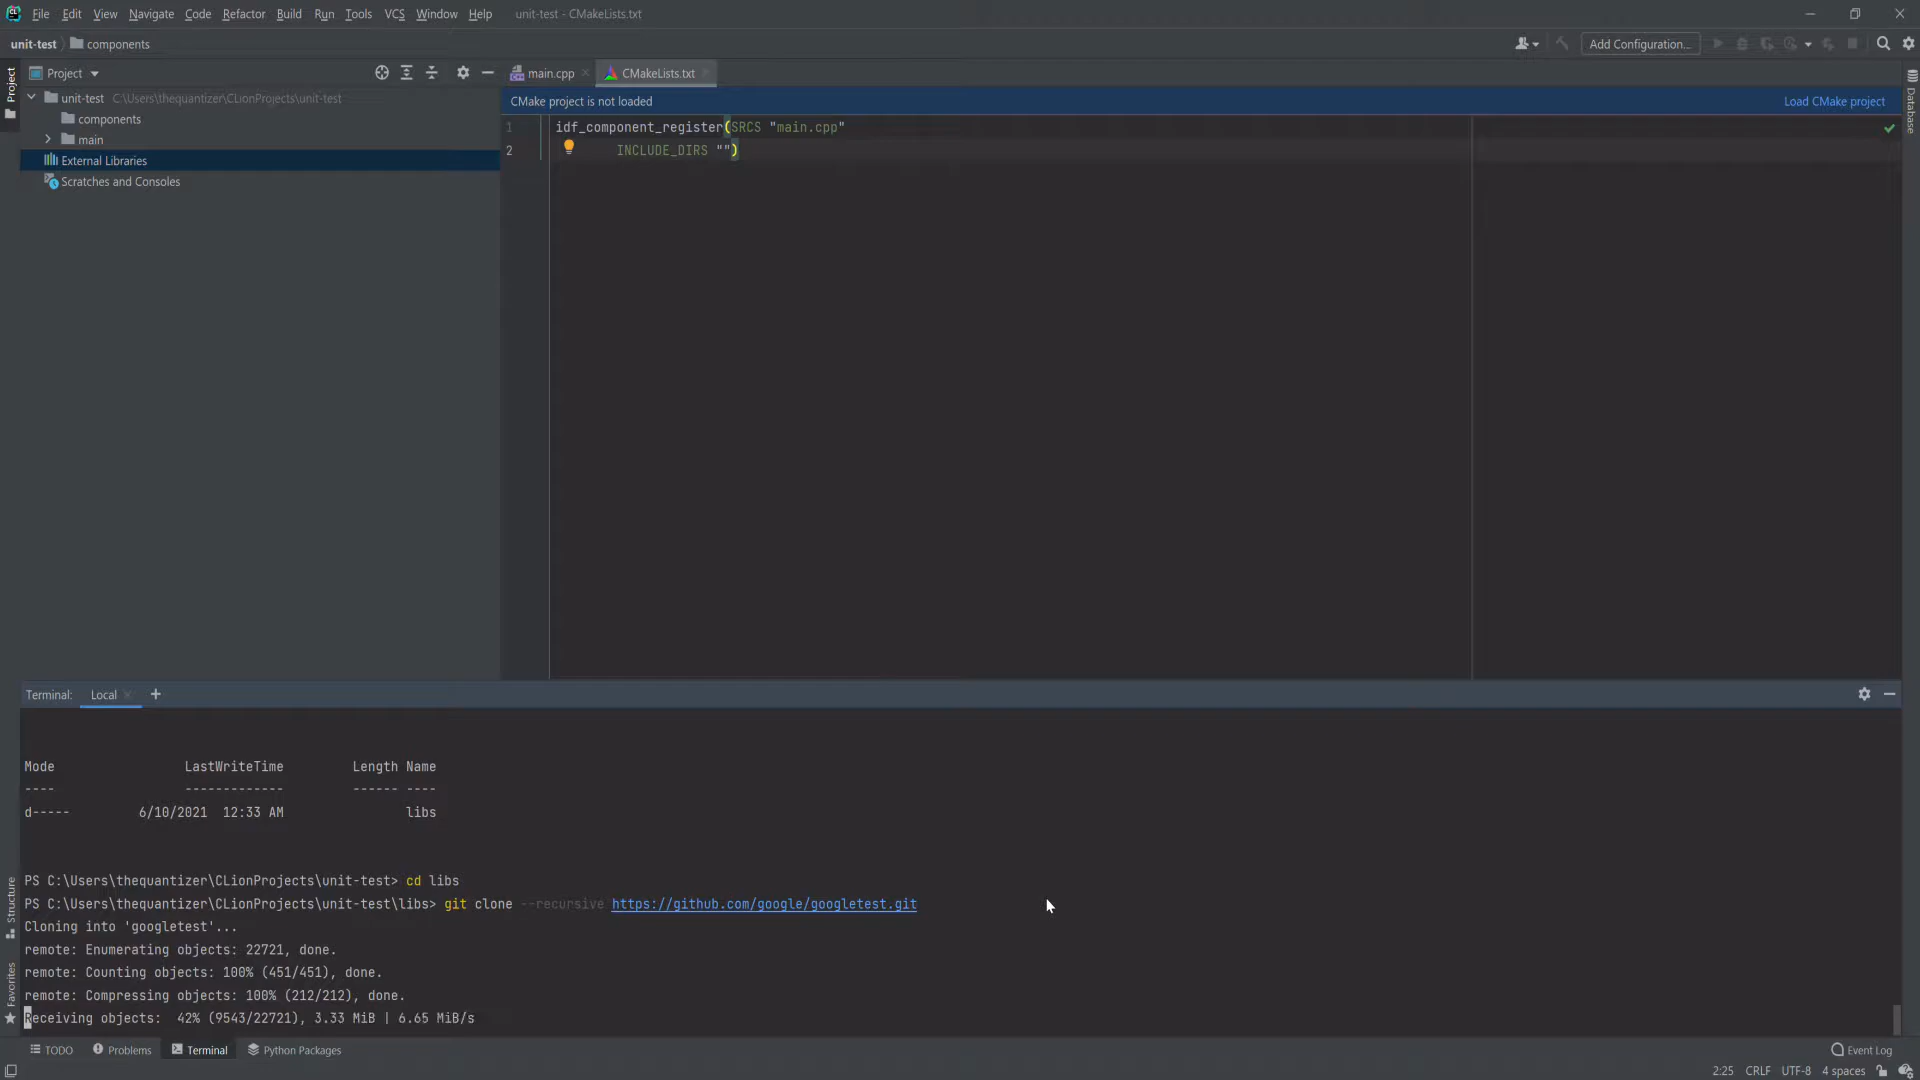 File Edit View Navigate Code Refactor Build Run Tools VCS Window Help unit-test - CMakeLists.txt
unit-test components Add Configuration...
Project
Project
main.cpp
CMakeLists.txt
unit-test C:\Users\thequantizer\CLionProjects\unit-test
components
main
External Libraries
Scratches and Consoles
CMake project is not loaded Load CMake project
1 idf_component_register(SRCS "main.cpp"
2 INCLUDE_DIRS "")
Database
Terminal: Local
Mode LastWriteTime Length Name
---- ------------- ------ ----
d----- 6/10/2021 12:33 AM libs
PS C:\Users\thequantizer\CLionProjects\unit-test> cd libs
PS C:\Users\thequantizer\CLionProjects\unit-test\libs> git clone --recursive https://github.com/google/googletest.git
Cloning into 'googletest'...
remote: Enumerating objects: 22721, done.
remote: Counting objects: 100% (451/451), done.
remote: Compressing objects: 100% (212/212), done.
Receiving objects: 42% (9543/22721), 3.33 MiB | 6.65 MiB/s
Structure
Favorites
TODO Problems Terminal Python Packages Event Log
2:25 CRLF UTF-8 4 spaces